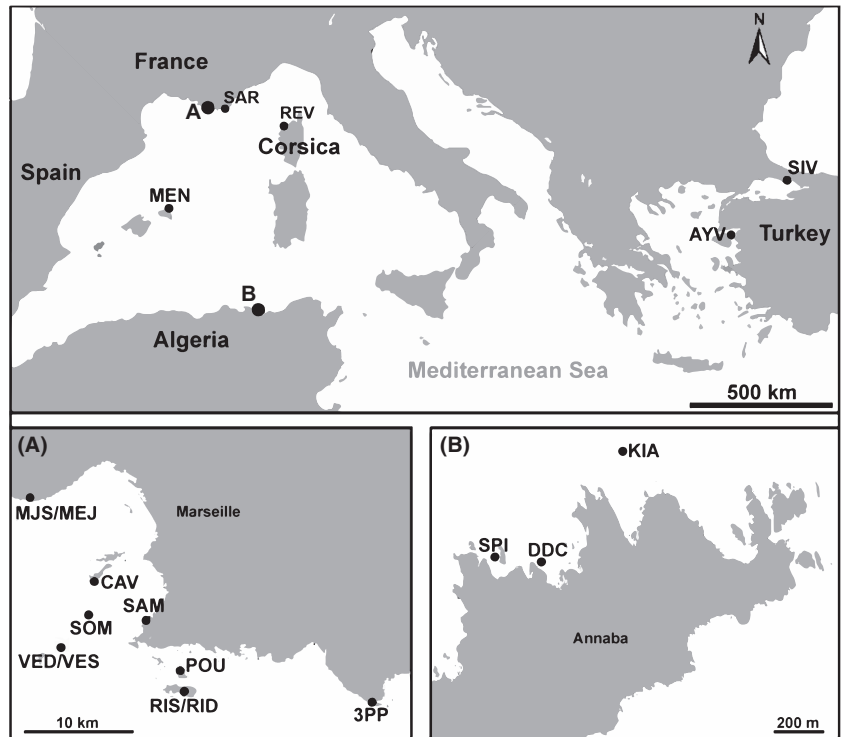 N
France
A
SAR
REV
Corsica
Spain
MEN
SIV
AYV
Turkey
B
Algeria
Mediterranean Sea
500 km
(A)
MJS/MEJ
Marseille
CAV
SAM
SOM
VED/VES
POU
RIS/RID
3PP
10 km
(B)
KIA
SPI
DDC
Annaba
200 m